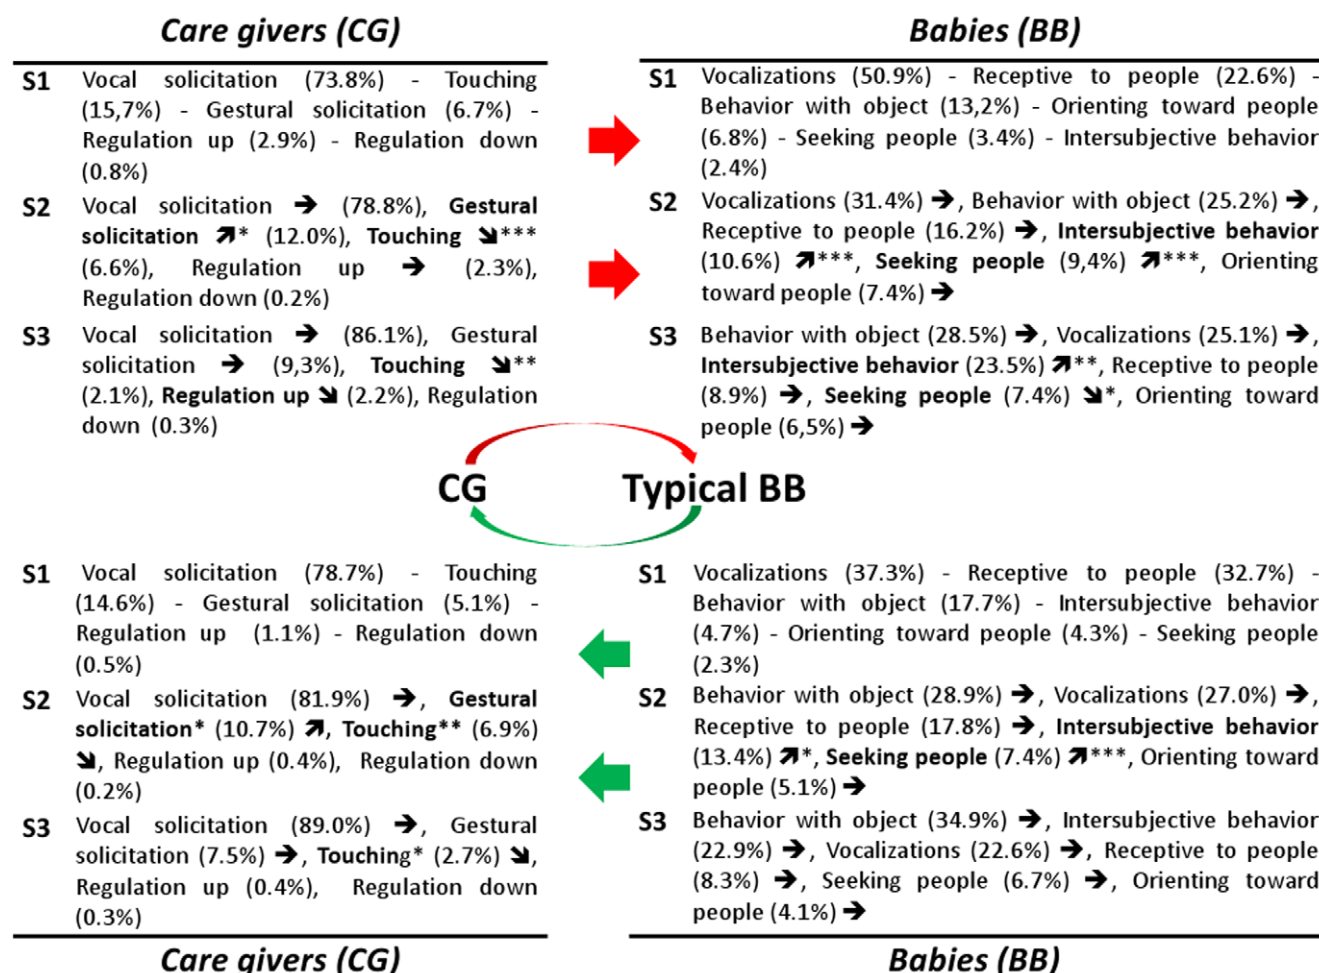 Care givers (CG)
S1 Vocal solicitation (73.8%) - Touching
(15,7%) - Gestural solicitation (6.7%) -
Regulation up (2.9%) - Regulation down
(0.8%)
S2 Vocal solicitation ➔ (78.8%), Gestural
solicitation ⬈* (12.0%), Touching ⬊***
(6.6%), Regulation up ➔ (2.3%),
Regulation down (0.2%)
S3 Vocal solicitation ➔ (86.1%), Gestural
solicitation ➔ (9,3%), Touching ⬊**
(2.1%), Regulation up ⬊ (2.2%), Regulation
down (0.3%)
Babies (BB)
S1 Vocalizations (50.9%) - Receptive to people (22.6%) -
Behavior with object (13,2%) - Orienting toward people
(6.8%) - Seeking people (3.4%) - Intersubjective behavior
(2.4%)
S2 Vocalizations (31.4%) ➔, Behavior with object (25.2%) ➔,
Receptive to people (16.2%) ➔, Intersubjective behavior
(10.6%) ⬈***, Seeking people (9,4%) ⬈***, Orienting
toward people (7.4%) ➔
S3 Behavior with object (28.5%) ➔, Vocalizations (25.1%) ➔,
Intersubjective behavior (23.5%) ⬈**, Receptive to people
(8.9%) ➔, Seeking people (7.4%) ⬊*, Orienting toward
people (6,5%) ➔
CG Typical BB
S1 Vocal solicitation (78.7%) - Touching
(14.6%) - Gestural solicitation (5.1%) -
Regulation up (1.1%) - Regulation down
(0.5%)
S2 Vocal solicitation (81.9%) ➔, Gestural
solicitation* (10.7%) ⬈, Touching** (6.9%)
⬊, Regulation up (0.4%), Regulation down
(0.2%)
S3 Vocal solicitation (89.0%) ➔, Gestural
solicitation (7.5%) ➔, Touching* (2.7%) ⬊,
Regulation up (0.4%), Regulation down
(0.3%)
Care givers (CG)
S1 Vocalizations (37.3%) - Receptive to people (32.7%) -
Behavior with object (17.7%) - Intersubjective behavior
(4.7%) - Orienting toward people (4.3%) - Seeking people
(2.3%)
S2 Behavior with object (28.9%) ➔, Vocalizations (27.0%) ➔,
Receptive to people (17.8%) ➔, Intersubjective behavior
(13.4%) ⬈*, Seeking people (7.4%) ⬈***, Orienting toward
people (5.1%) ➔
S3 Behavior with object (34.9%) ➔, Intersubjective behavior
(22.9%) ➔, Vocalizations (22.6%) ➔, Receptive to people
(8.3%) ➔, Seeking people (6.7%) ➔, Orienting toward
people (4.1%) ➔
Babies (BB)